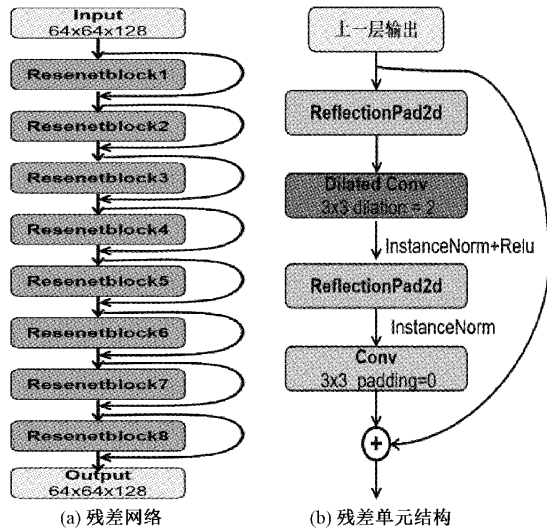 Input
64x64x128
Resenetblock1
Resenetblock2
Resenetblock3
Resenetblock4
Resenetblock5
Resenetblock6
Resenetblock7
Resenetblock8
Output
64x64x128
(a) 残差网络
上一层输出
ReflectionPad2d
Dilated Conv
3x3 dilation = 2
InstanceNorm+Relu
ReflectionPad2d
InstanceNorm
Conv
3x3 padding=0
+
(b) 残差单元结构